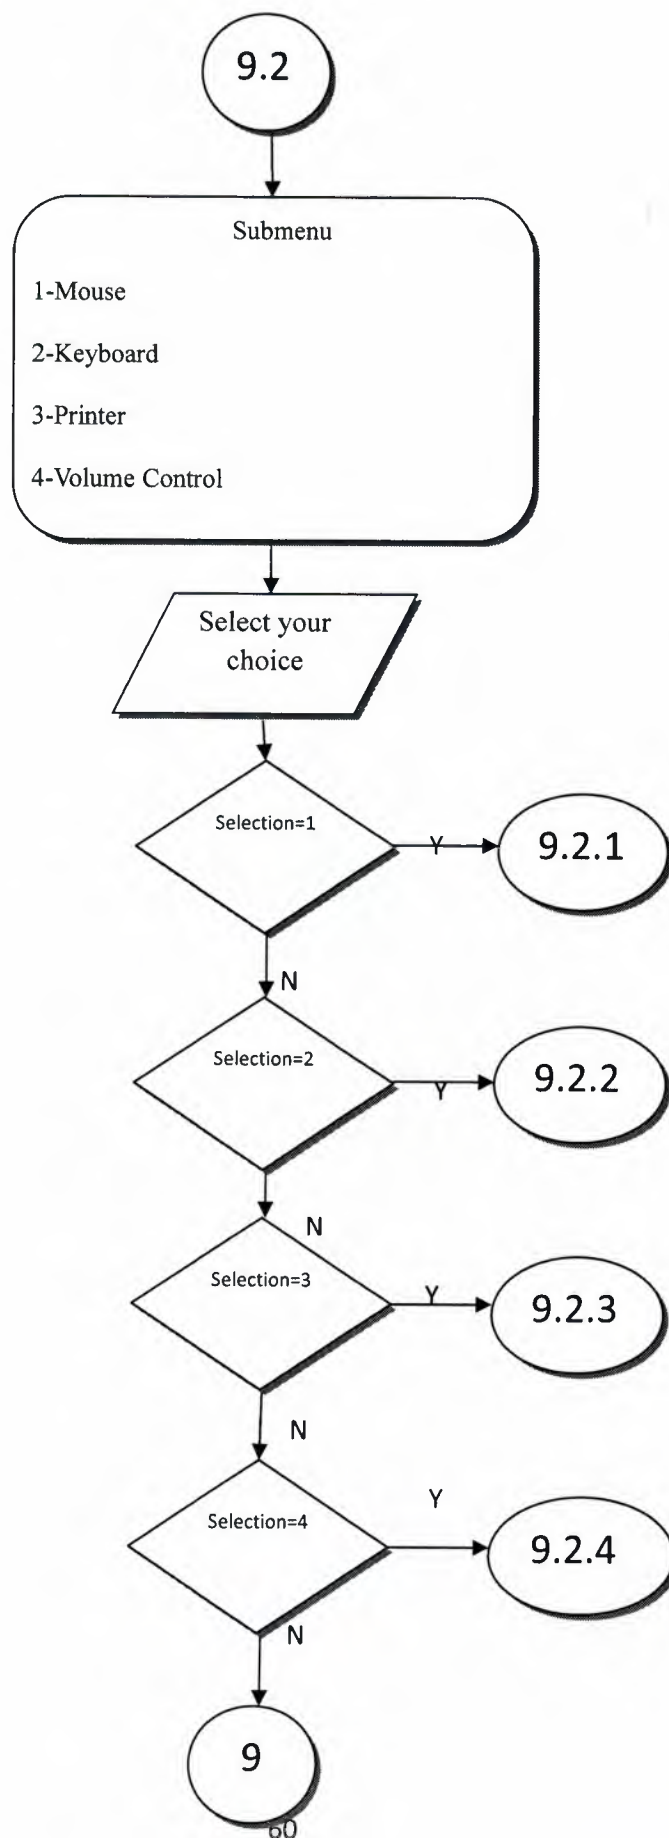 9.2
Submenu
1-Mouse
2-Keyboard
3-Printer
4-Volume Control
Select your
choice
Selection=1
Y
9.2.1
N
Selection=2
Y
9.2.2
N
Selection=3
Y
9.2.3
N
Selection=4
Y
9.2.4
N
9
60